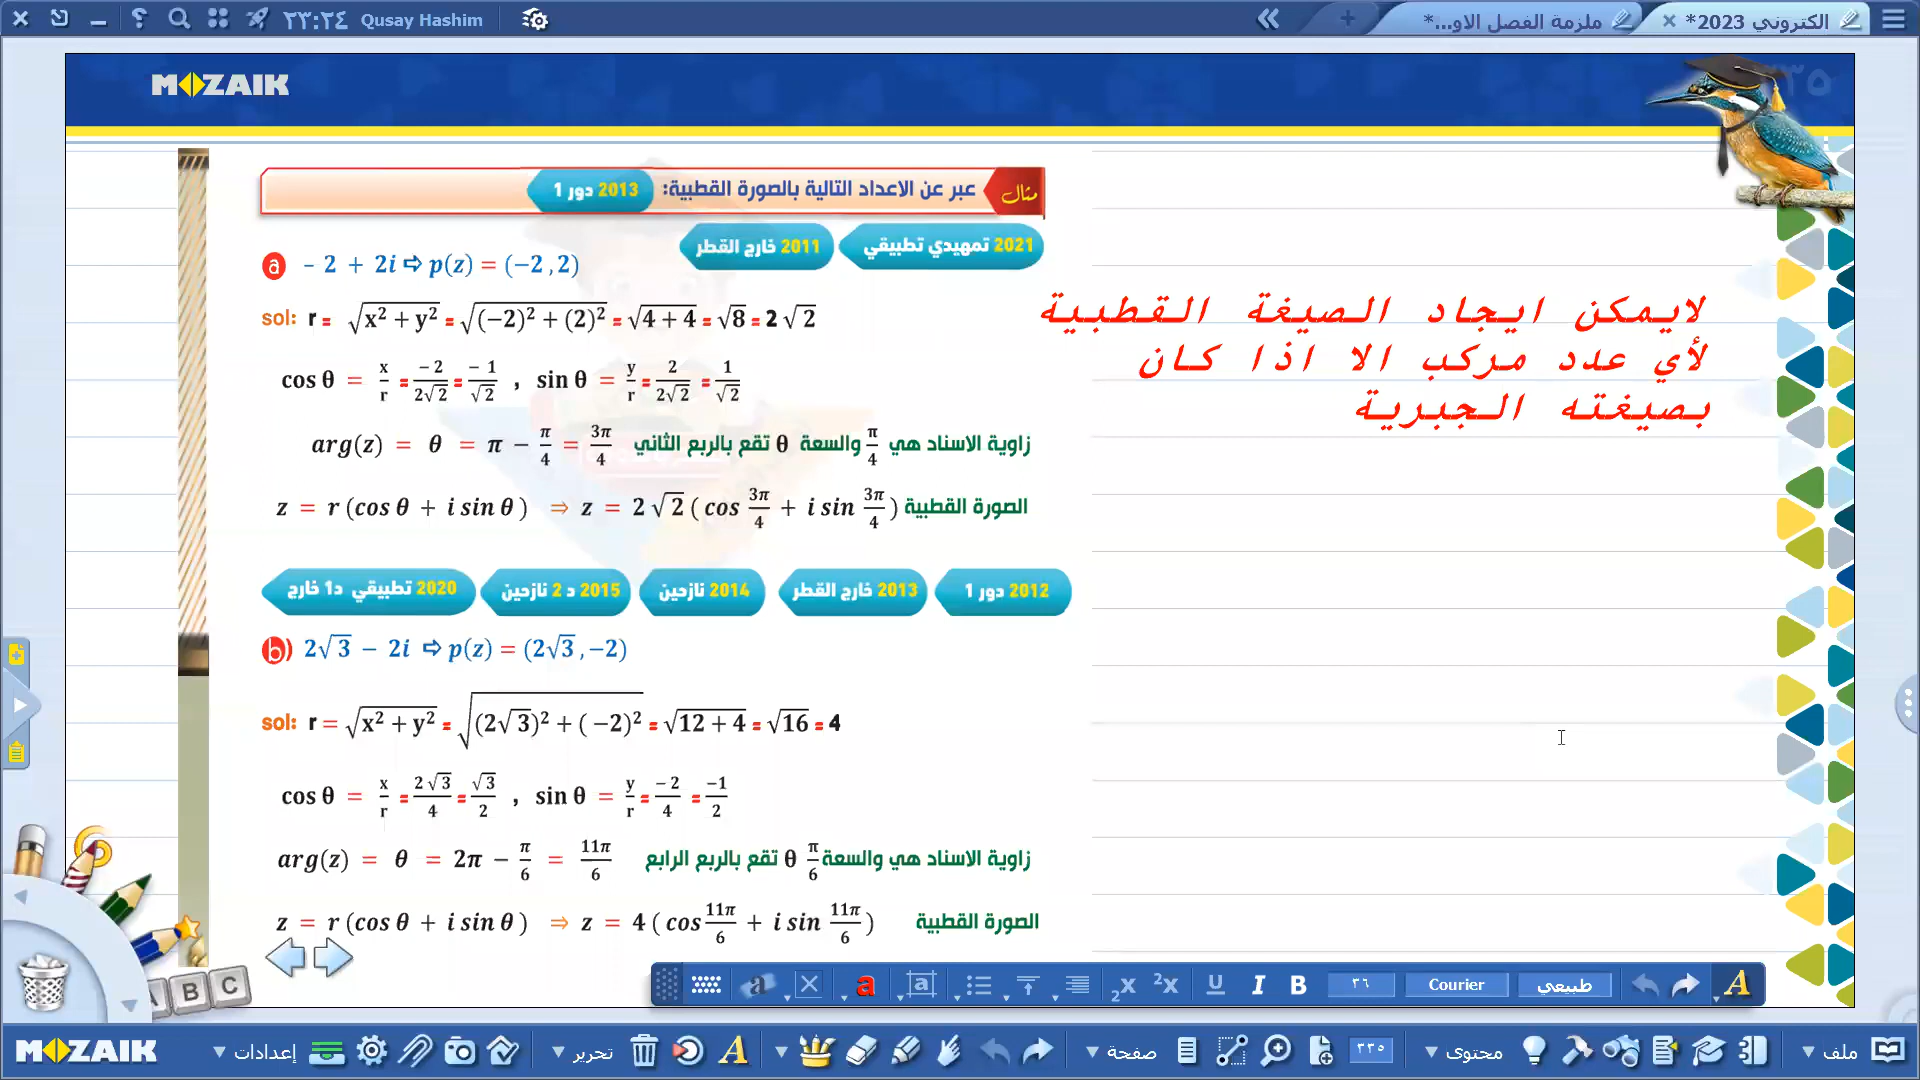 ٢٣:٢٤ Qusay Hashim
ملزمة الفصل الاو...*
الكتروني 2023*
MOZAIK
٣٣٥
مثال عبر عن الاعداد التالية بالصورة القطبية: 2013 دور 1
2021 تمهيدي تطبيقي 2011 خارج القطر
a - 2 + 2i ⇨ p(z) = (−2 ,2)
sol: r = √x² + y² = √(−2)² + (2)² = √4 + 4 = √8 = 2 √2
cos θ = x/r = − 2/2√2 = − 1/√2 , sin θ = y/r = 2/2√2 = 1/√2
arg(z) = θ = π − π/4 = 3π/4 زاوية الاسناد هي π/4 والسعة θ تقع بالربع الثاني
z = r (cos θ + i sin θ ) ⇒ z = 2 √2 ( cos 3π/4 + i sin 3π/4 ) الصورة القطبية
لايمكن ايجاد الصيغة القطبية
لأي عدد مركب الا اذا كان
بصيغته الجبرية
2012 دور 1 2013 خارج القطر 2014 نازحين 2015 د 2 نازحين 2020 تطبيقي د1 خارج
b) 2√3 − 2i ⇨ p(z) = (2√3 ,−2)
sol: r = √x² + y² = √(2√3)² + ( −2)² = √12 + 4 = √16 = 4
cos θ = x/r = 2 √3/4 = √3/2 , sin θ = y/r = −2/4 = −1/2
arg(z) = θ = 2π − π/6 = 11π/6 زاوية الاسناد هي والسعة π/6 θ تقع بالربع الرابع
z = r (cos θ + i sin θ ) ⇒ z = 4 ( cos 11π/6 + i sin 11π/6 ) الصورة القطبية
A B C
a x a a ₂x ²x U I B ٣٦ Courier طبيعي A
MOZAIK إعدادات تحرير A صفحة ٣٣٥ محتوى ملف